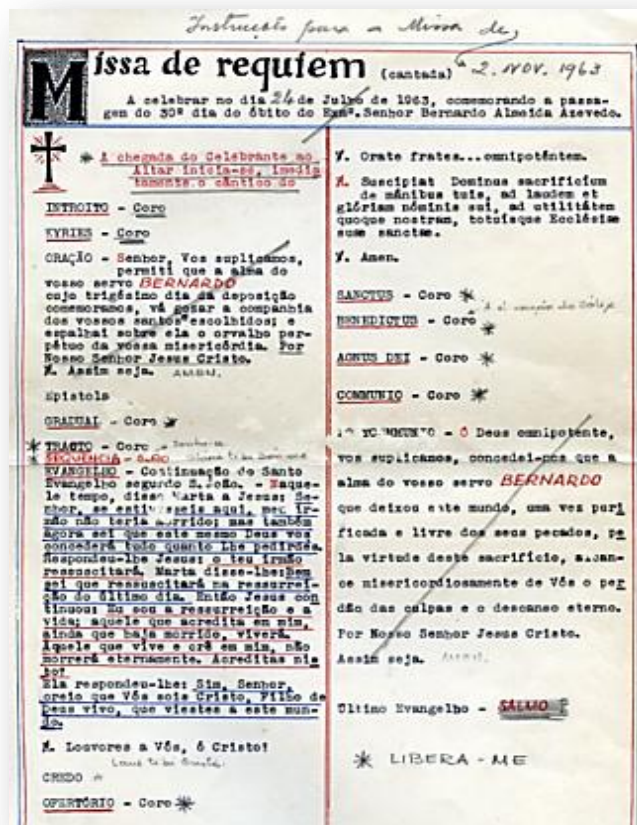 Instrucções para a Missa de,
Missa de requiem (cantada) 2. NOV. 1963
A celebrar no dia 24 de Julho de 1963, comemorando a passa-
gem do 30º dia do óbito do Exmº. Senhor Bernardo Almeida Azevedo.
* A chegada do Celebrante ao
Altar inicia-se, imedia
tamente o cântico do
INTROITO - Coro
KYRIES - Coro
ORAÇÃO - Senhor, Vos suplicamos,
permiti que a alma do
vosso servo BERNARDO
cujo trigésimo dia da deposição
comemoramos, vá gozar a companhia
dos vossos santos escolhidos; e
espalhai sobre ela o orvalho per-
pétuo da vossa misericórdia. Por
Nosso Senhor Jesus Cristo.
℟. Assim seja. AMEN.
Epistola
GRADUAL - Coro *
* TRACTO - Coro -
* SEQUÊNCIA -
EVANGELHO - Continuação do Santo
Evangelho segundo S. João. - Naque-
le tempo, disse Marta a Jesus: Se-
nhor, se estivesseis aqui, meu ir-
mão não teria morrido; mas também
agora sei que este mesmo Deus vos
concederá tudo quanto lhe pedirdes.
Respondeu-lhe Jesus: o teu irmão
ressuscitará. Marta disse-lhe: Bem
sei que ressuscitará na ressurrei-
ção do último dia. Então Jesus con
tinuou: Eu sou a ressurreição e a
vida; aquele que acredita em mim,
ainda que haja morrido, viverá.
Aquele que vive e crê em mim, não
morrerá eternamente. Acreditas nis
to?
Ela respondeu-lhe: Sim, Senhor,
creio que Vós sois Cristo, Filho de
Deus vivo, que viestes a este mun-
do.
℟. Louvores a Vós, ó Cristo!
CREDO
OFERTÓRIO - Coro *
℣. Orate frates...omnipoténtem.
℟. Suscipiat Dominus sacrificium
de mánibus tuis, ad laudem et
glóriam nóminis sui, ad utilitátem
quoque nostram, totuisque Ecclésiae
suae sanctae.
℣. Amen.
SANCTUS - Coro *
BENEDICTUS - Coro *
AGNUS DEI - Coro *
COMMUNIO - Coro *
- Ó Deus omnipotente,
vos suplicamos, concedei-nos que a
alma do vosso servo BERNARDO
que deixou este mundo, uma vez puri
ficada e livre dos seus pecados, pe
la virtude deste sacrifício, alcan-
ce misericordiosamente de Vós o per
dão das culpas e o descanso eterno.
Por Nosso Senhor Jesus Cristo.
Assim seja. AMEN.
Último Evangelho - SALMO
* LIBERA-ME